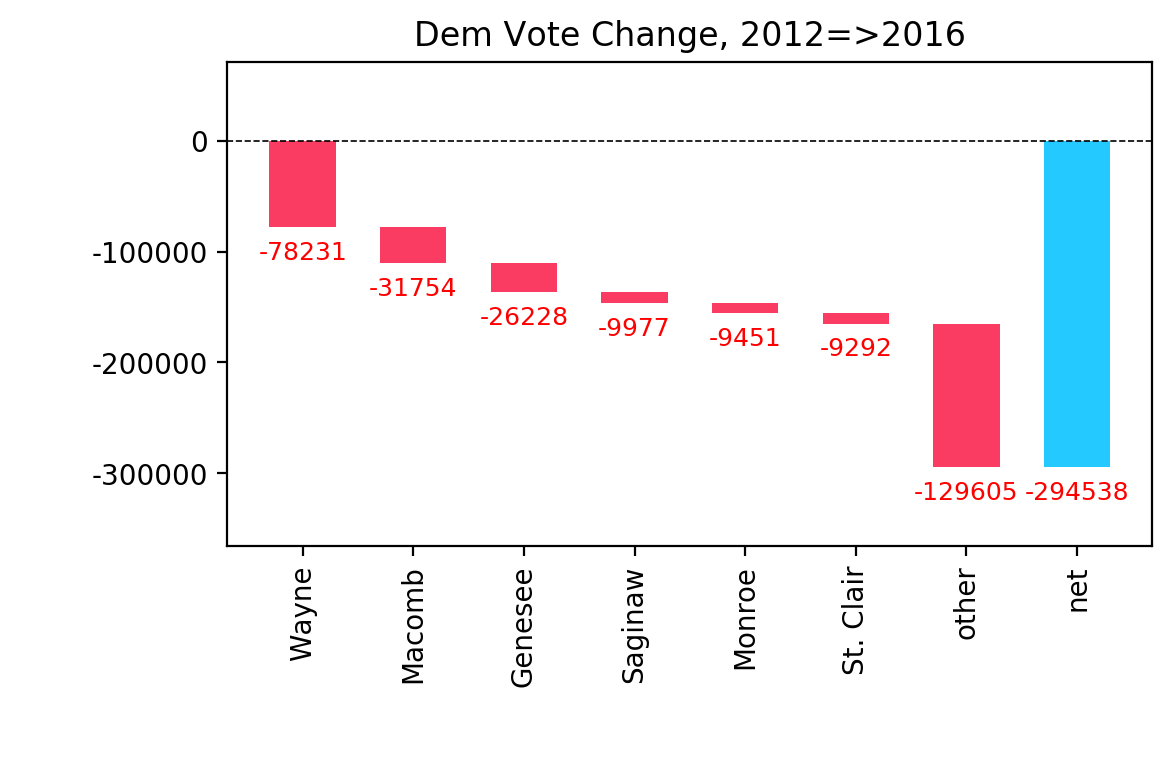 Dem Vote Change, 2012=>2016
0
-100000
-200000
-300000
-78231
-31754
-26228
-9977
-9451
-9292
-129605
-294538
Wayne
Macomb
Genesee
Saginaw
Monroe
St. Clair
other
net